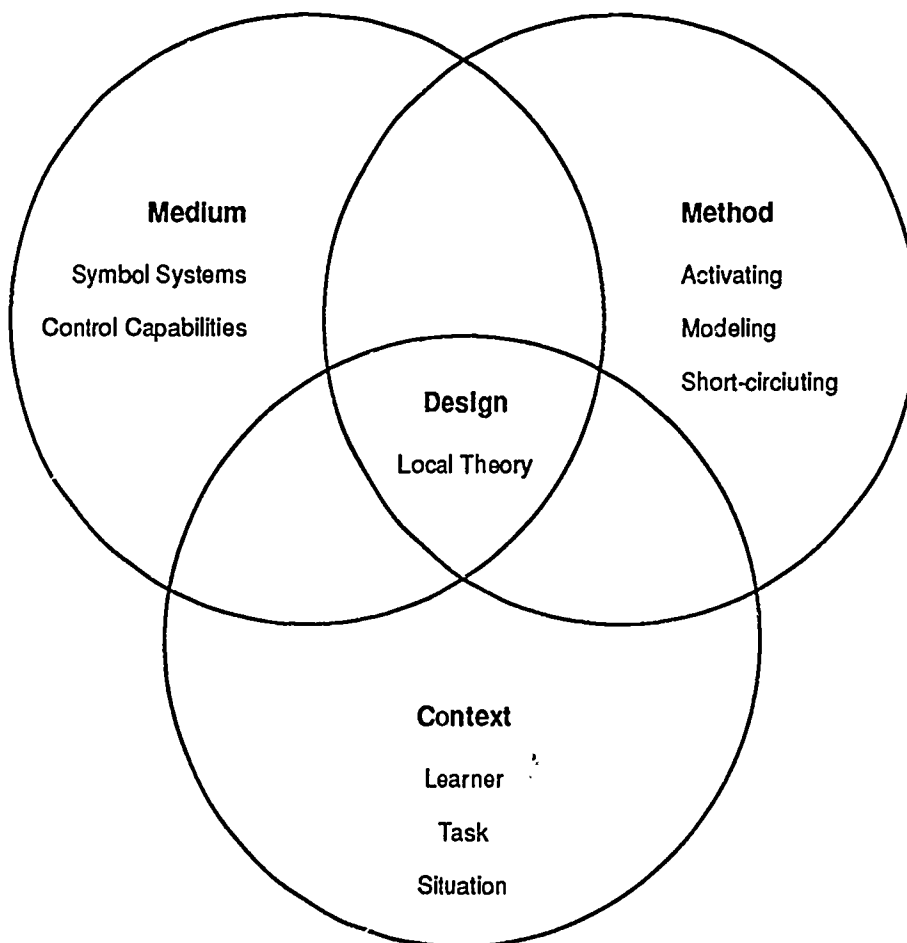 Medium
Symbol Systems
Control Capabilities
Method
Activating
Modeling
Short-circiuting
Design
Local Theory
Context
Learner
Task
Situation